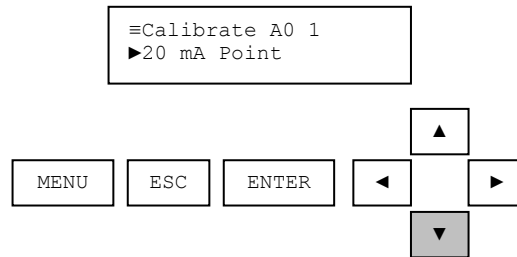 ≡Calibrate A0 1
►20 mA Point
▲
MENU ESC ENTER ◄ ►
▼